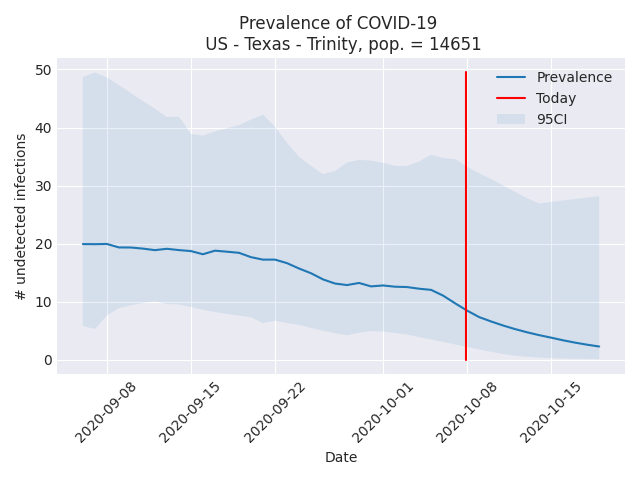 Prevalence of COVID-19
US - Texas - Trinity, pop. = 14651
50
40
30
20
10
0
# undetected infections
Prevalence
Today
95CI
2020-09-08
2020-09-15
2020-09-22
2020-10-01
2020-10-08
2020-10-15
Date